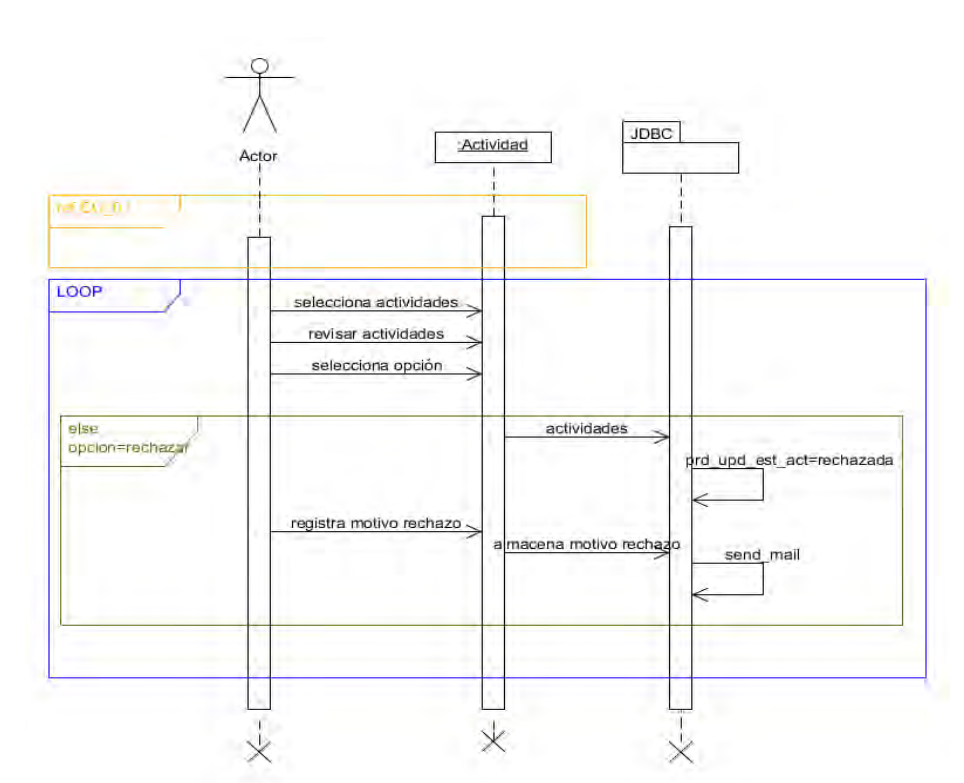 JDBC
:Actividad
Actor
LOOP
selecciona actividades
revisar actividades
selecciona opción
else
opcion=rechazar
actividades
prd_upd_est_act=rechazada
registra motivo rechazo
a macena motivo rechazo
send_mail